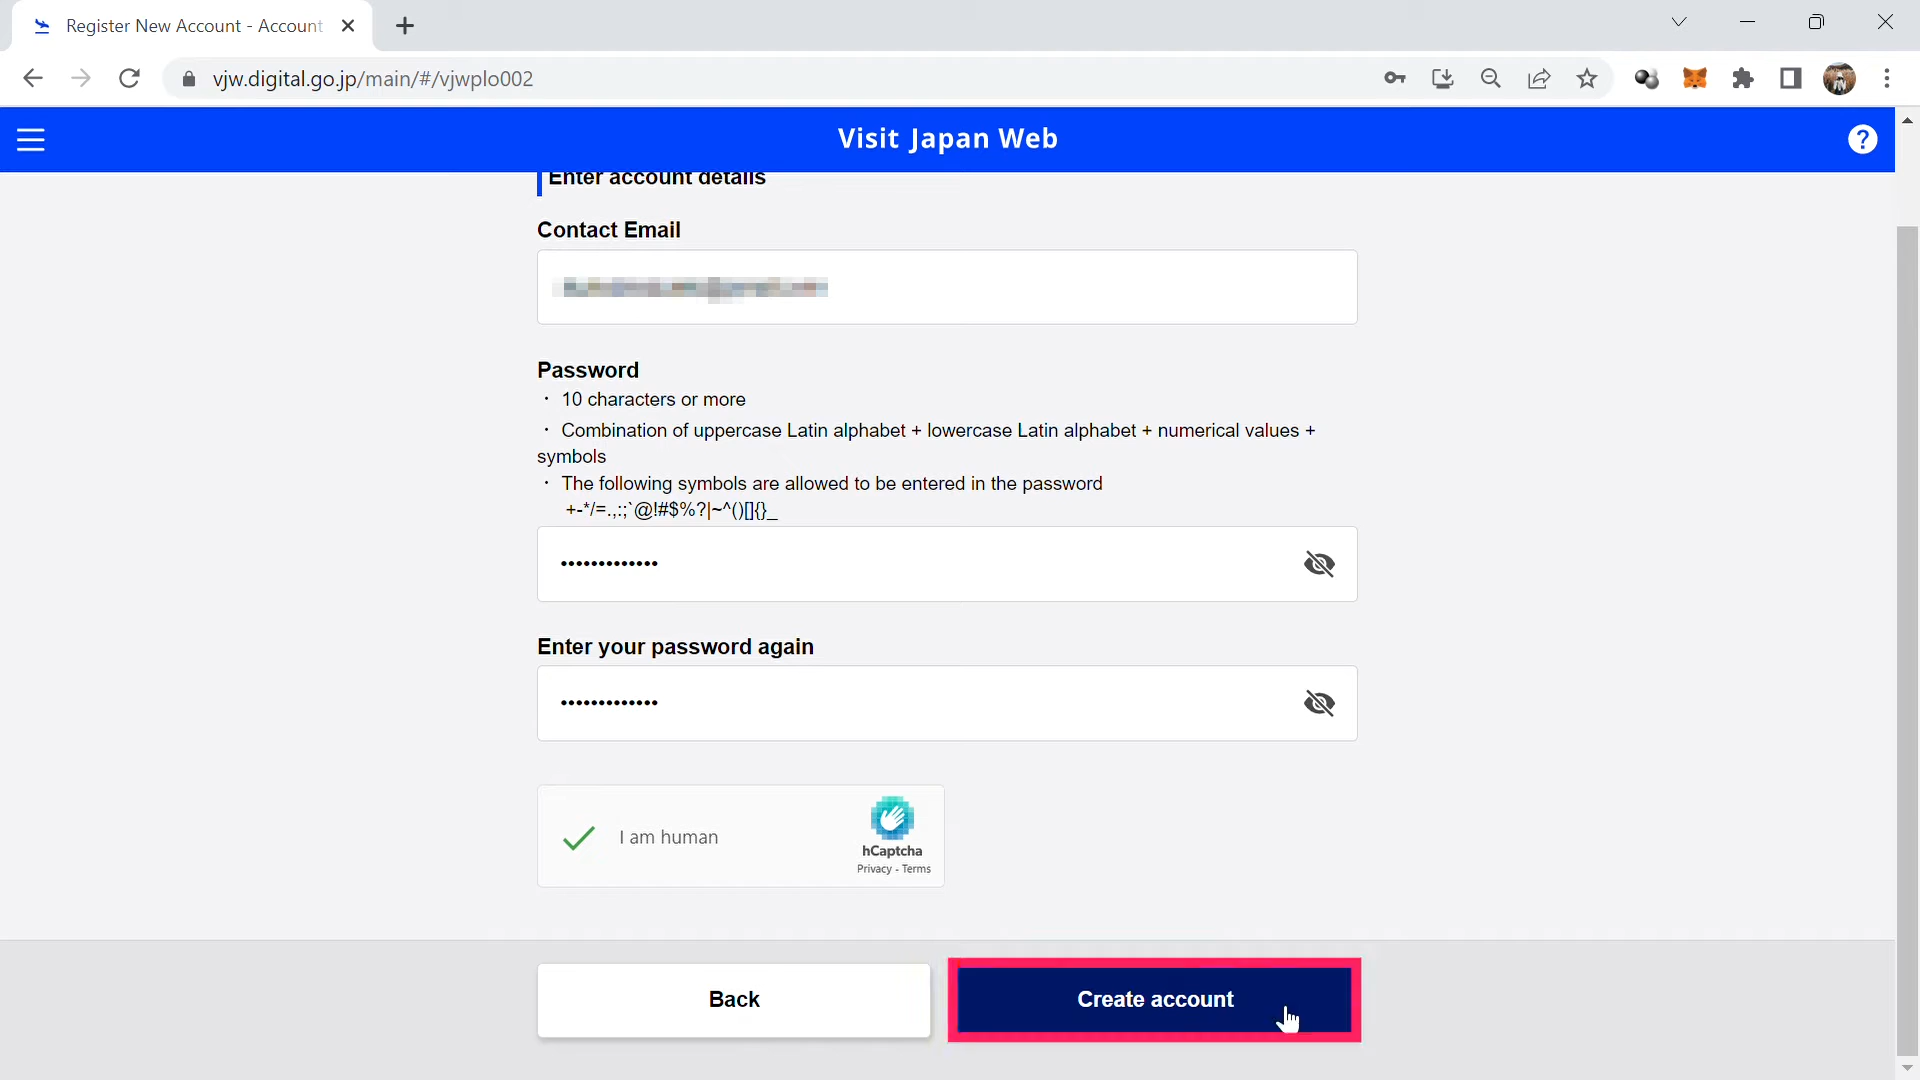 Register New Account - Account
vjw.digital.go.jp/main/#/vjwplo002
Visit Japan Web
?
Enter account details
Contact Email
Password
・ 10 characters or more
・ Combination of uppercase Latin alphabet + lowercase Latin alphabet + numerical values +
symbols
・ The following symbols are allowed to be entered in the password
+-*/=.,:;`@!#$%?|~^()[]{}_
•••••••••••••
Enter your password again
•••••••••••••
I am human
hCaptcha
Privacy - Terms
Back
Create account